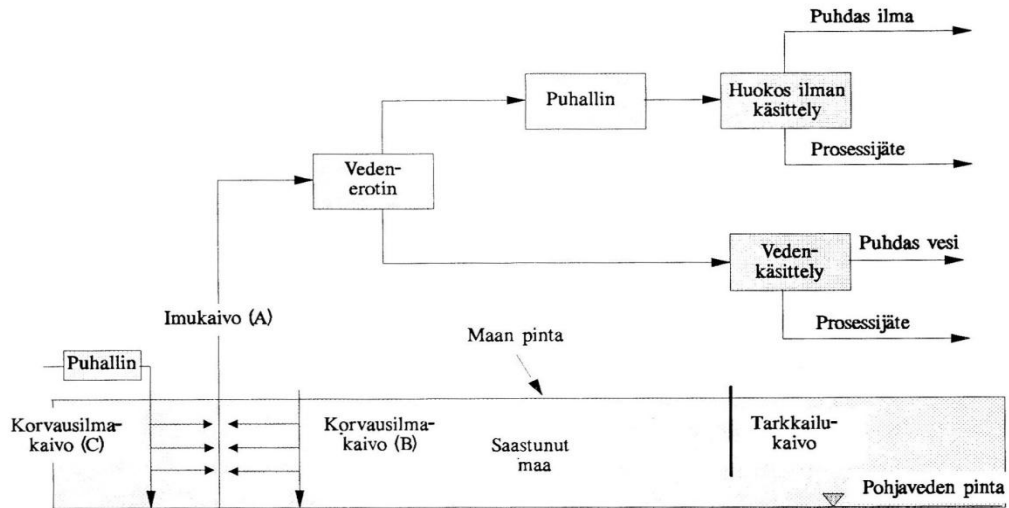 Puhdas ilma
Puhallin
Huokos ilman
käsittely
Prosessijäte
Veden-
erotin
Puhdas vesi
Veden-
käsittely
Imukaivo (A)
Prosessijäte
Maan pinta
Puhallin
Korvausilma-
kaivo (C)
Korvausilma-
kaivo (B)
Saastunut
maa
Tarkkailu-
kaivo
Pohjaveden pinta